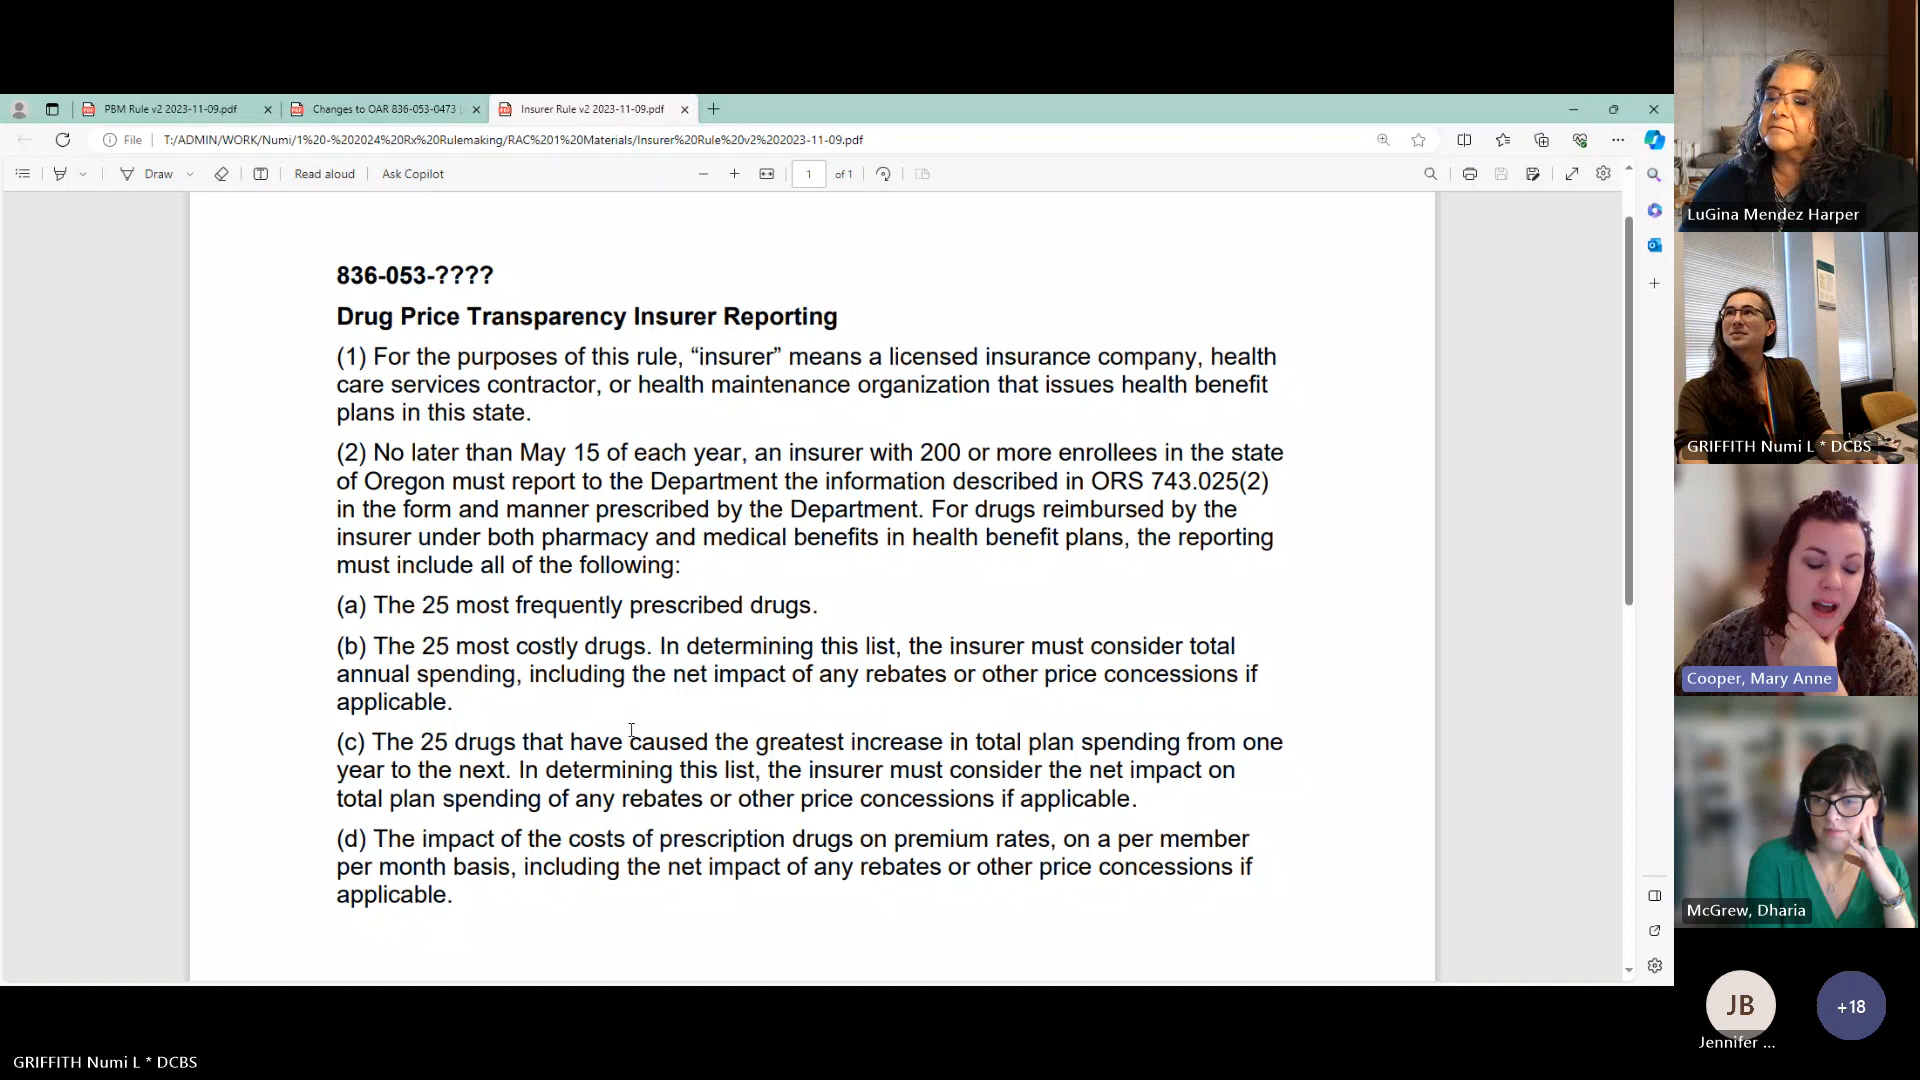 PBM Rule v2 2023-11-09.pdf
Changes to OAR 836-053-0473
Insurer Rule v2 2023-11-09.pdf
File
T:/ADMIN/WORK/Numi/1%20-%202024%20Rx%20Rulemaking/RAC%201%20Materials/Insurer%20Rule%20v2%202023-11-09.pdf
Draw
Read aloud
Ask Copilot
1
of 1
836-053-????
Drug Price Transparency Insurer Reporting
(1) For the purposes of this rule, “insurer” means a licensed insurance company, health
care services contractor, or health maintenance organization that issues health benefit
plans in this state.
(2) No later than May 15 of each year, an insurer with 200 or more enrollees in the state
of Oregon must report to the Department the information described in ORS 743.025(2)
in the form and manner prescribed by the Department. For drugs reimbursed by the
insurer under both pharmacy and medical benefits in health benefit plans, the reporting
must include all of the following:
(a) The 25 most frequently prescribed drugs.
(b) The 25 most costly drugs. In determining this list, the insurer must consider total
annual spending, including the net impact of any rebates or other price concessions if
applicable.
(c) The 25 drugs that have caused the greatest increase in total plan spending from one
year to the next. In determining this list, the insurer must consider the net impact on
total plan spending of any rebates or other price concessions if applicable.
(d) The impact of the costs of prescription drugs on premium rates, on a per member
per month basis, including the net impact of any rebates or other price concessions if
applicable.
LuGina Mendez Harper
GRIFFITH Numi L * DCBS
Cooper, Mary Anne
McGrew, Dharia
JB
+18
Jennifer ...
GRIFFITH Numi L * DCBS